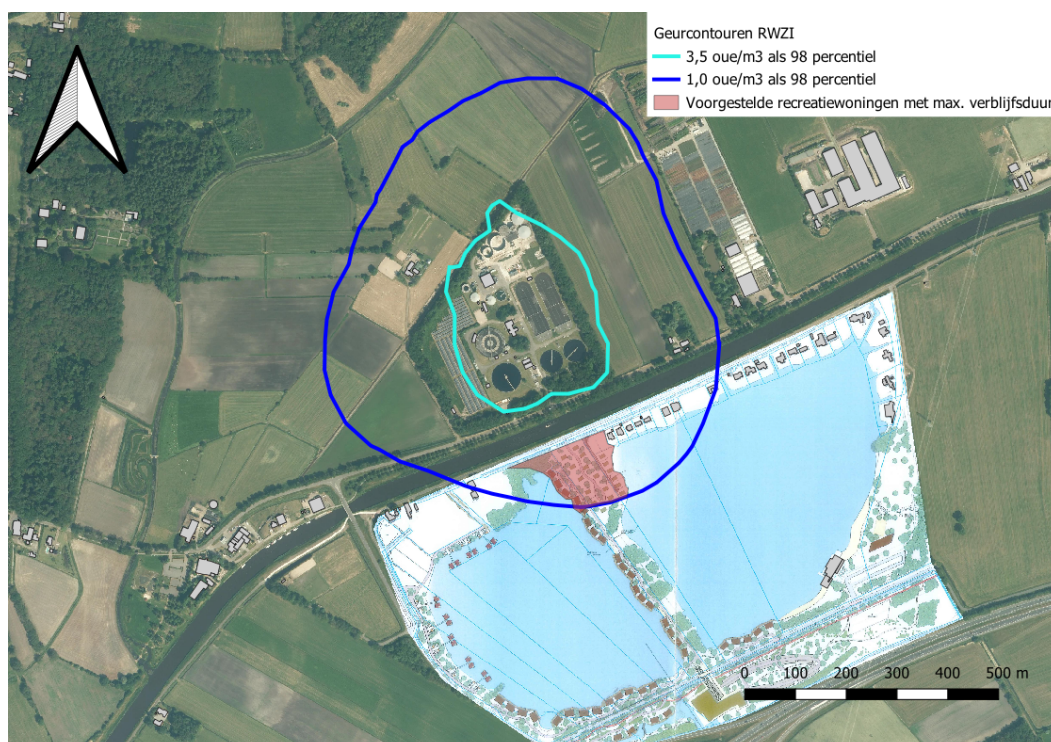 Geurcontouren RWZI
3,5 oue/m3 als 98 percentiel
1,0 oue/m3 als 98 percentiel
Voorgestelde recreatiewoningen met max. verblijfsduur
0 100 200 300 400 500 m